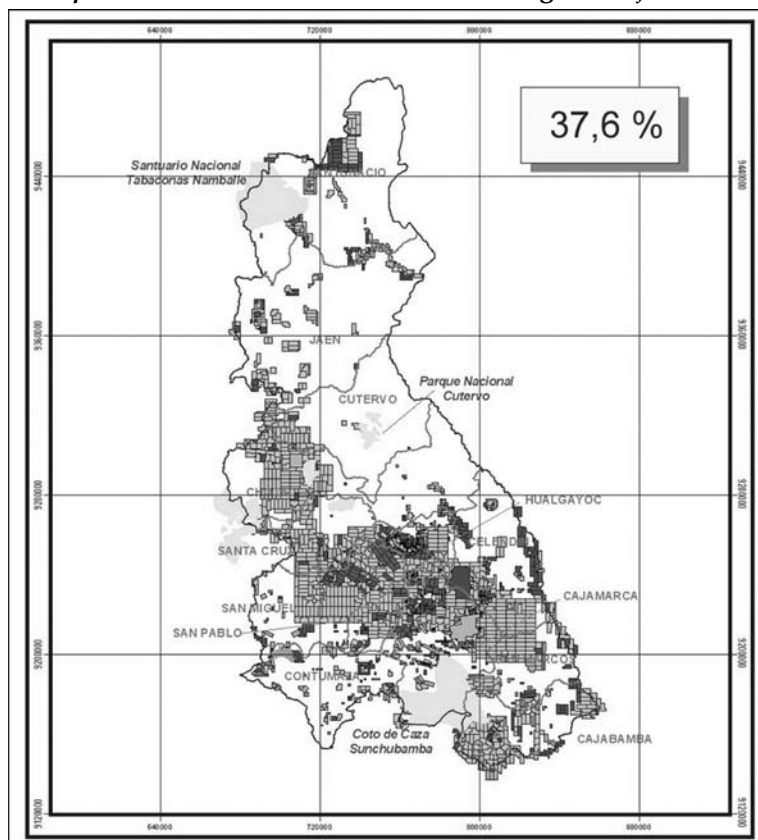 640000 720000 800000 880000
37,6 %
Santuario Nacional
Tabaconas Namballe
9440000 9440000
9360000 9360000
JAEN
CUTERVO
Parque Nacional
Cutervo
HUALGAYOC
SANTA CRUZ
CELEND
SAN MIGUEL
CAJAMARCA
SAN PABLO
9200000 9200000
CONTUMAZA
Coto de Caza
Sunchubamba
CAJABAMBA
9120000 9120000
640000 720000 800000 880000